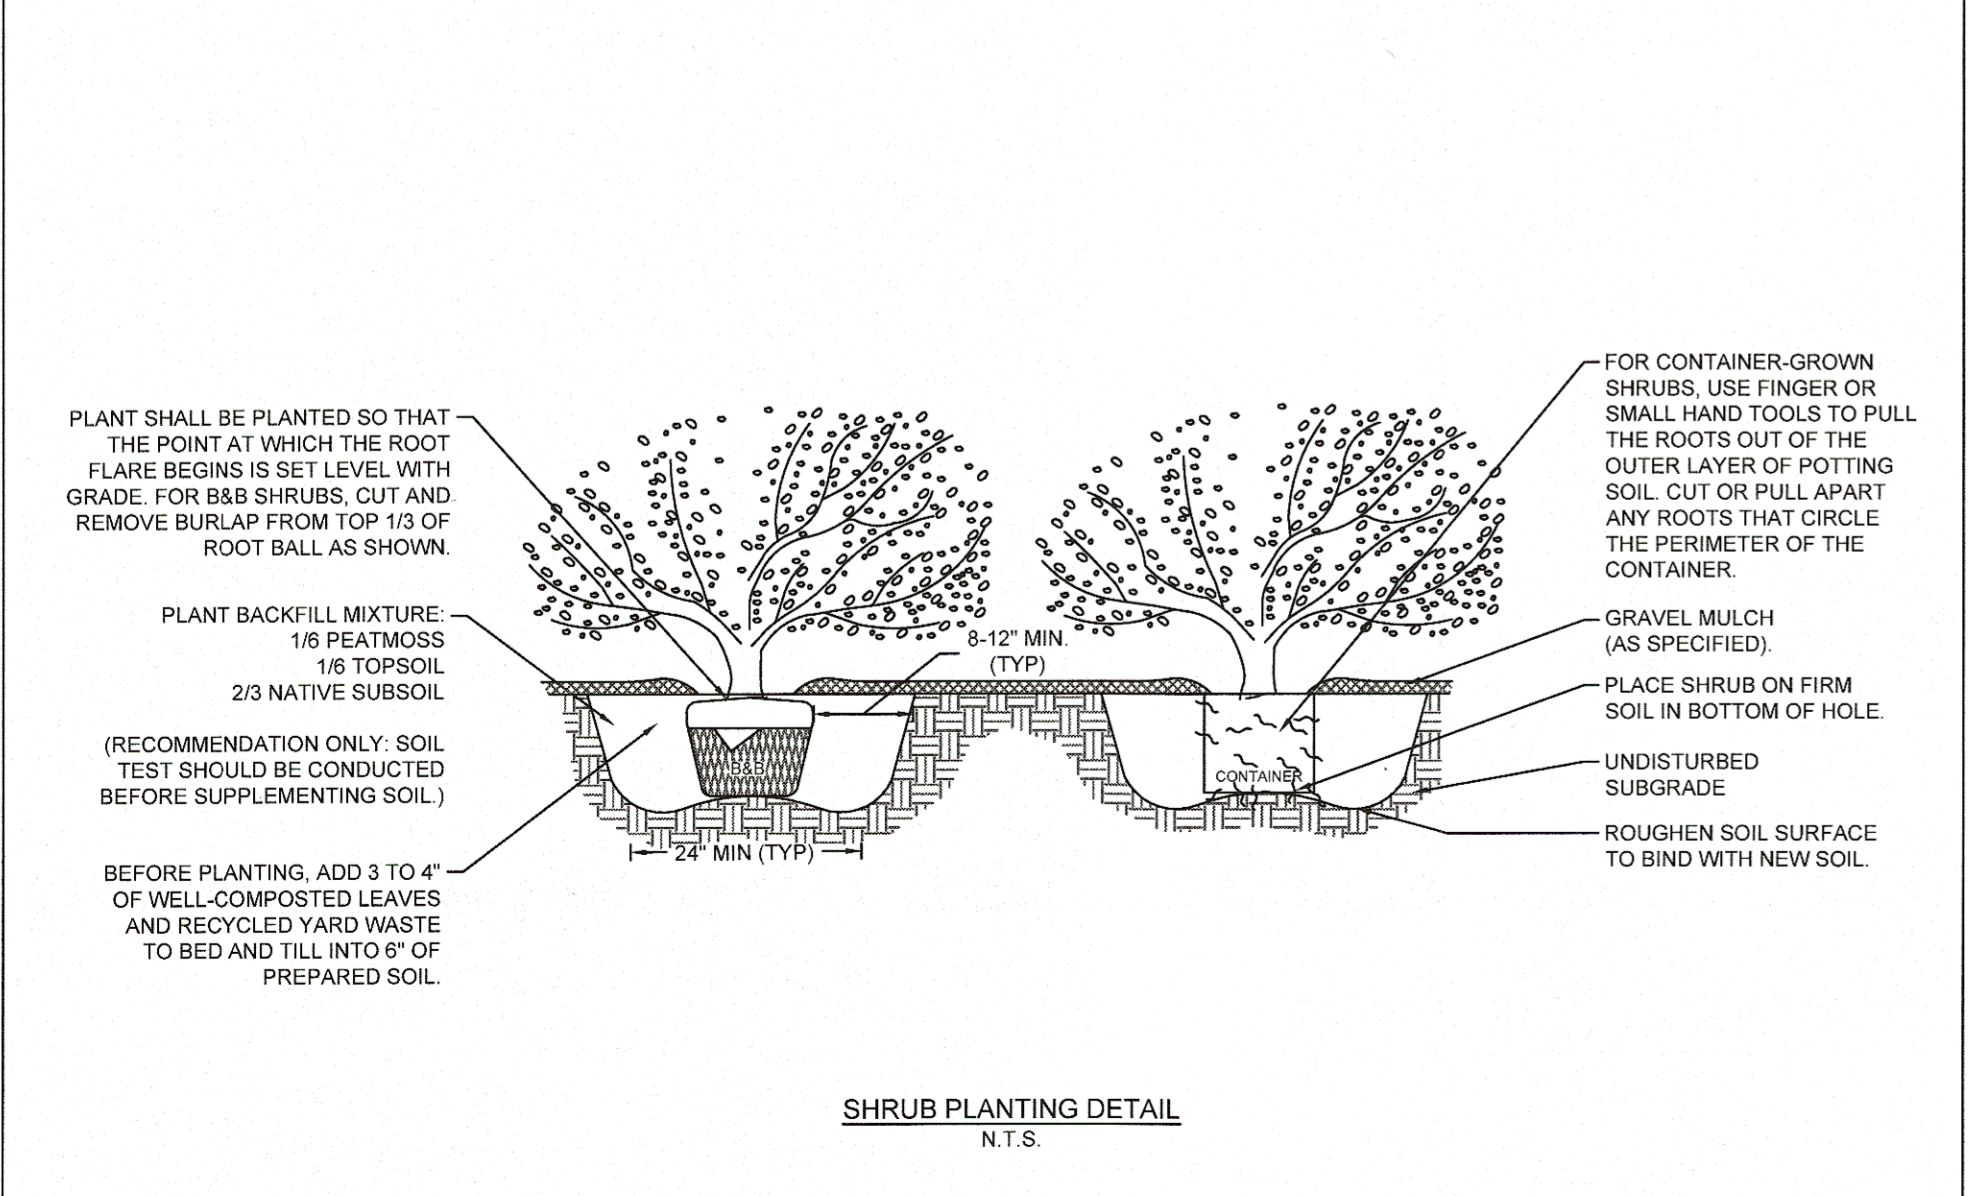 PLANT SHALL BE PLANTED SO THAT
THE POINT AT WHICH THE ROOT
FLARE BEGINS IS SET LEVEL WITH
GRADE. FOR B&B SHRUBS, CUT AND
REMOVE BURLAP FROM TOP 1/3 OF
ROOT BALL AS SHOWN.
PLANT BACKFILL MIXTURE:
1/6 PEATMOSS
1/6 TOPSOIL
2/3 NATIVE SUBSOIL
(RECOMMENDATION ONLY: SOIL
TEST SHOULD BE CONDUCTED
BEFORE SUPPLEMENTING SOIL.)
BEFORE PLANTING, ADD 3 TO 4"
OF WELL-COMPOSTED LEAVES
AND RECYCLED YARD WASTE
TO BED AND TILL INTO 6" OF
PREPARED SOIL.
8-12" MIN.
(TYP)
B&B
24" MIN (TYP)
CONTAINER
FOR CONTAINER-GROWN
SHRUBS, USE FINGER OR
SMALL HAND TOOLS TO PULL
THE ROOTS OUT OF THE
OUTER LAYER OF POTTING
SOIL. CUT OR PULL APART
ANY ROOTS THAT CIRCLE
THE PERIMETER OF THE
CONTAINER.
GRAVEL MULCH
(AS SPECIFIED).
PLACE SHRUB ON FIRM
SOIL IN BOTTOM OF HOLE.
UNDISTURBED
SUBGRADE
ROUGHEN SOIL SURFACE
TO BIND WITH NEW SOIL.
SHRUB PLANTING DETAIL
N.T.S.